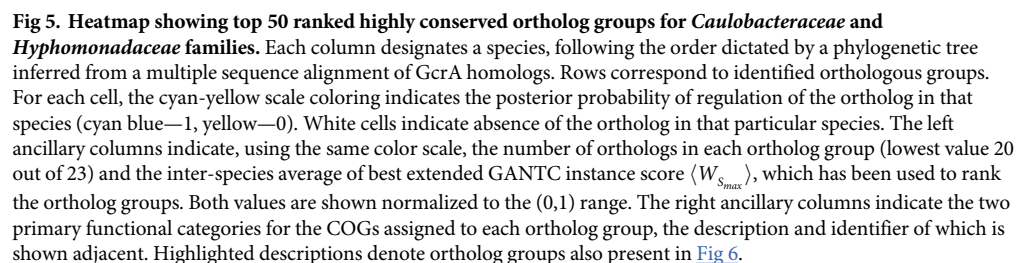 Fig 5. Heatmap showing top 50 ranked highly conserved ortholog groups for Caulobacteraceae and
Hyphomonadaceae families. Each column designates a species, following the order dictated by a phylogenetic tree
inferred from a multiple sequence alignment of GcrA homologs. Rows correspond to identified orthologous groups.
For each cell, the cyan-yellow scale coloring indicates the posterior probability of regulation of the ortholog in that
species (cyan blue—1, yellow—0). White cells indicate absence of the ortholog in that particular species. The left
ancillary columns indicate, using the same color scale, the number of orthologs in each ortholog group (lowest value 20
out of 23) and the inter-species average of best extended GANTC instance score ⟨W_{S_{max}}⟩, which has been used to rank
the ortholog groups. Both values are shown normalized to the (0,1) range. The right ancillary columns indicate the two
primary functional categories for the COGs assigned to each ortholog group, the description and identifier of which is
shown adjacent. Highlighted descriptions denote ortholog groups also present in Fig 6.